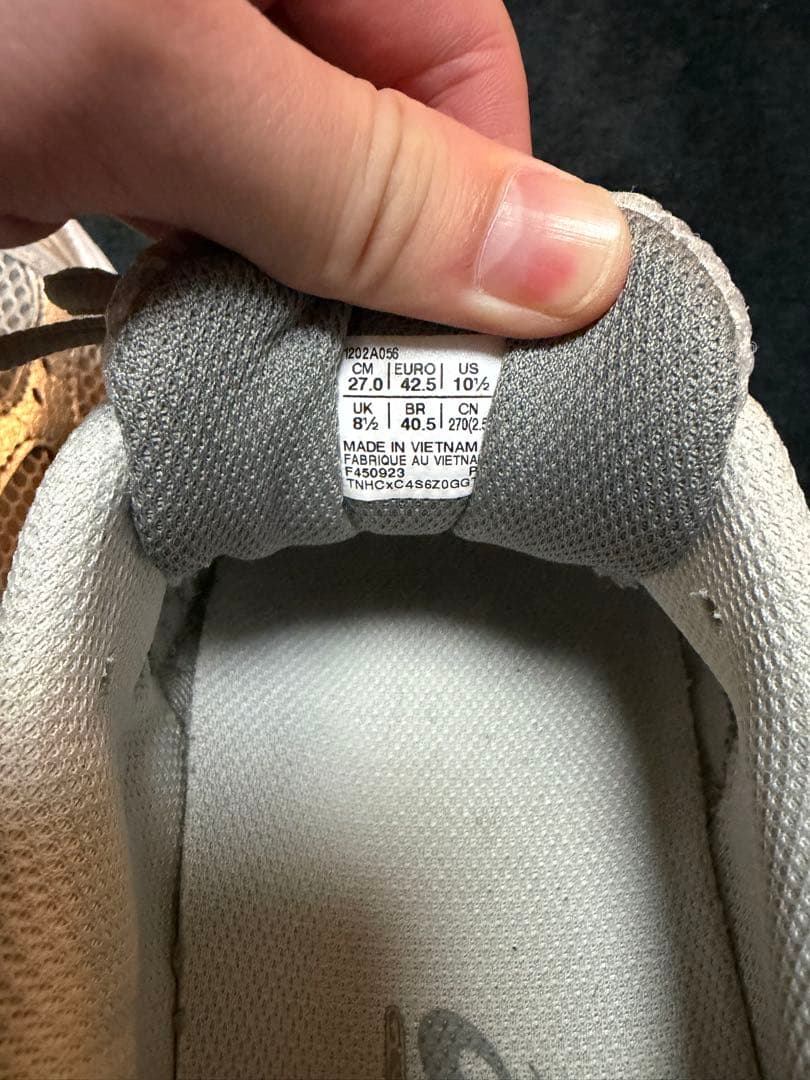 1202A056
CM EURO US
27.0 42.5 10½
UK BR CN
8½ 40.5 270(2.5
MADE IN VIETNAM
FABRIQUE AU VIETNA
F450923 P
TNHCxC4S6Z0GG